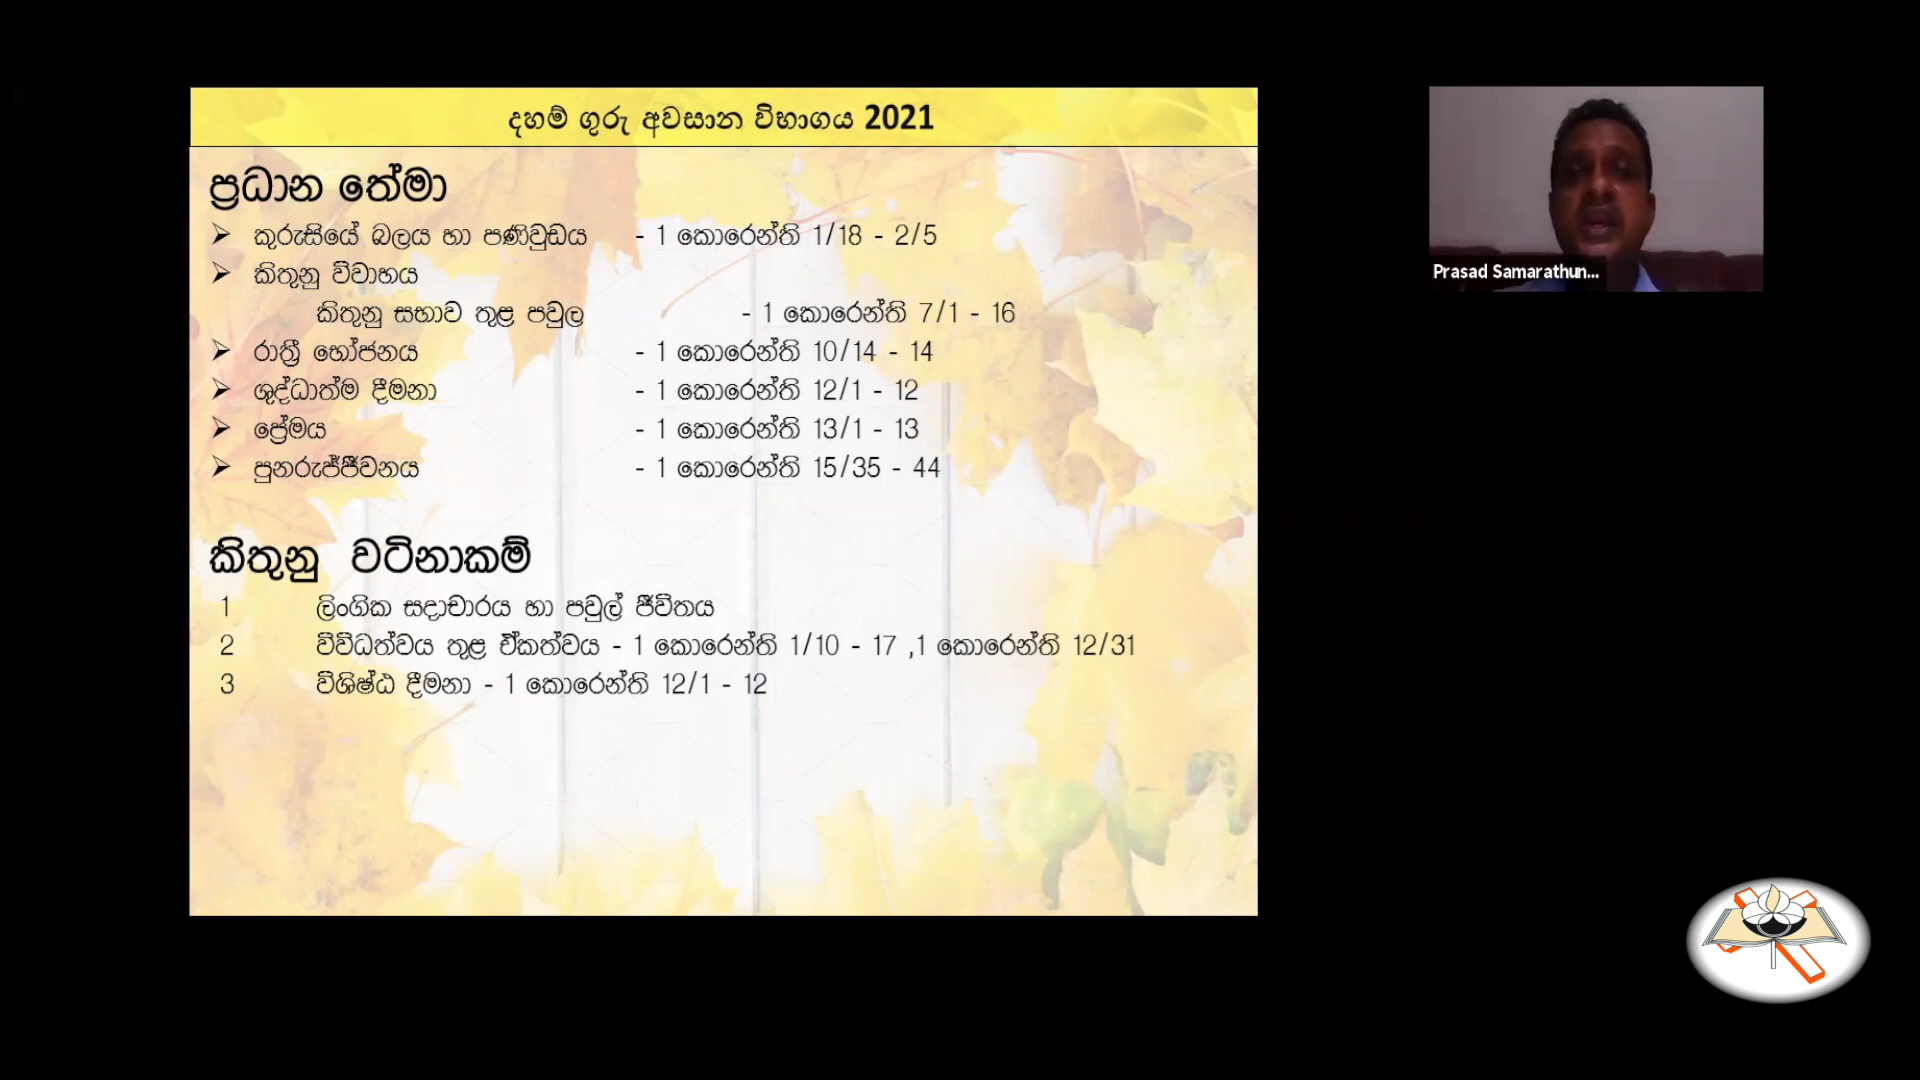 දහම් ගුරු අවසාන විභාගය 2021
ප්‍රධාන තේමා
➢ කුරුසියේ බලය හා පණිවුඩය - 1 කොරෙන්ති 1/18 - 2/5
➢ කිතුනු විවාහය
කිතුනු සභාව තුළ පවුල - 1 කොරෙන්ති 7/1 - 16
➢ රාත්‍රී භෝජනය - 1 කොරෙන්ති 10/14 - 14
➢ ශුද්ධාත්ම දීමනා - 1 කොරෙන්ති 12/1 - 12
➢ ප්‍රේමය - 1 කොරෙන්ති 13/1 - 13
➢ පුනරුජ්ජීවනය - 1 කොරෙන්ති 15/35 - 44
කිතුනු වටිනාකම්
1 ලිංගික සදාචාරය හා පවුල් ජීවිතය
2 විවිධත්වය තුළ ඒකත්වය - 1 කොරෙන්ති 1/10 - 17 ,1 කොරෙන්ති 12/31
3 විශිෂ්ඨ දීමනා - 1 කොරෙන්ති 12/1 - 12
Prasad Samarathun...